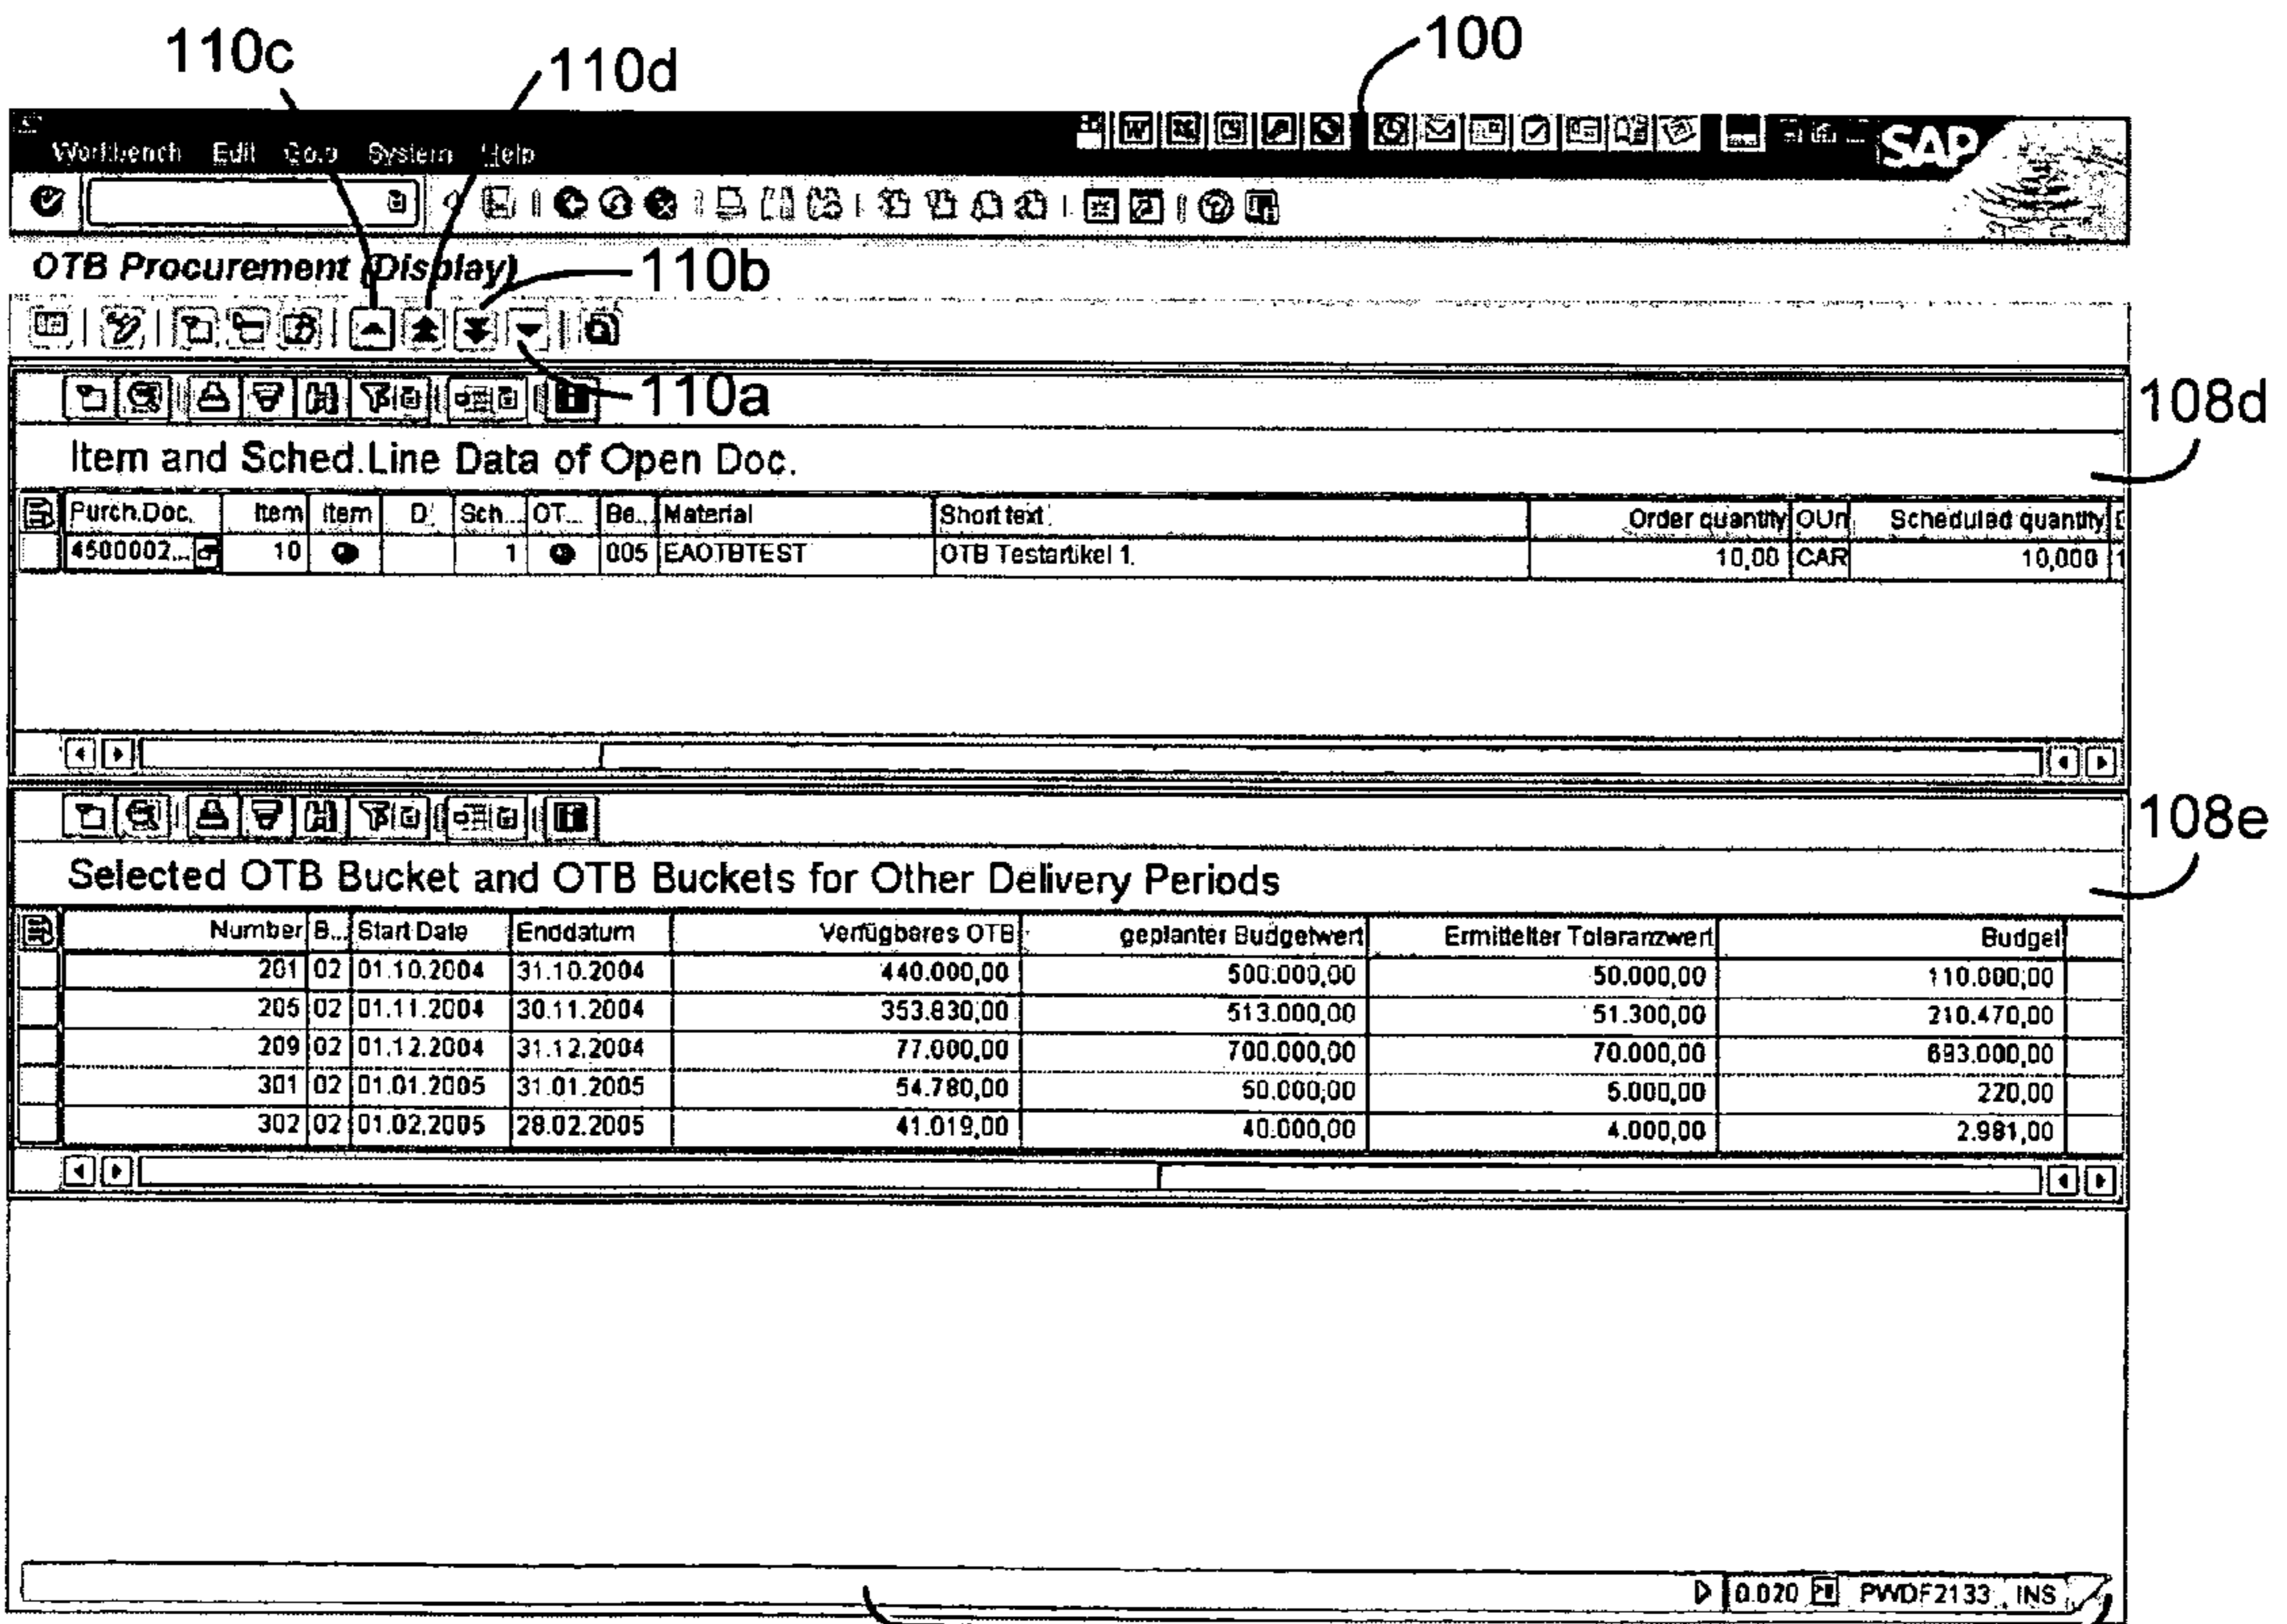 110c
110d
100
Workbench Edit Goto System Help
SAP
OTB Procurement (Display)
110b
110a
108d
Item and Sched.Line Data of Open Doc.
Purch.Doc. Item Item D. Sch... OT... Be... Material Short text Order quantity OUn Scheduled quantity
4500002... 10 1 005 EAOTBTEST OTB Testartikel 1. 10,00 CAR 10,000 1
108e
Selected OTB Bucket and OTB Buckets for Other Delivery Periods
Number B... Start Date Enddatum Verfügbares OTB geplanter Budgetwert Ermittelter Toleranzwert Budget
201 02 01.10.2004 31.10.2004 440.000,00 500.000,00 50.000,00 110.000,00
205 02 01.11.2004 30.11.2004 353.830,00 513.000,00 51.300,00 210.470,00
209 02 01.12.2004 31.12.2004 77.000,00 700.000,00 70.000,00 693.000,00
301 02 01.01.2005 31.01.2005 54.780,00 50.000,00 5.000,00 220,00
302 02 01.02.2005 28.02.2005 41.019,00 40.000,00 4.000,00 2.981,00
0.020 PWDF2133 INS